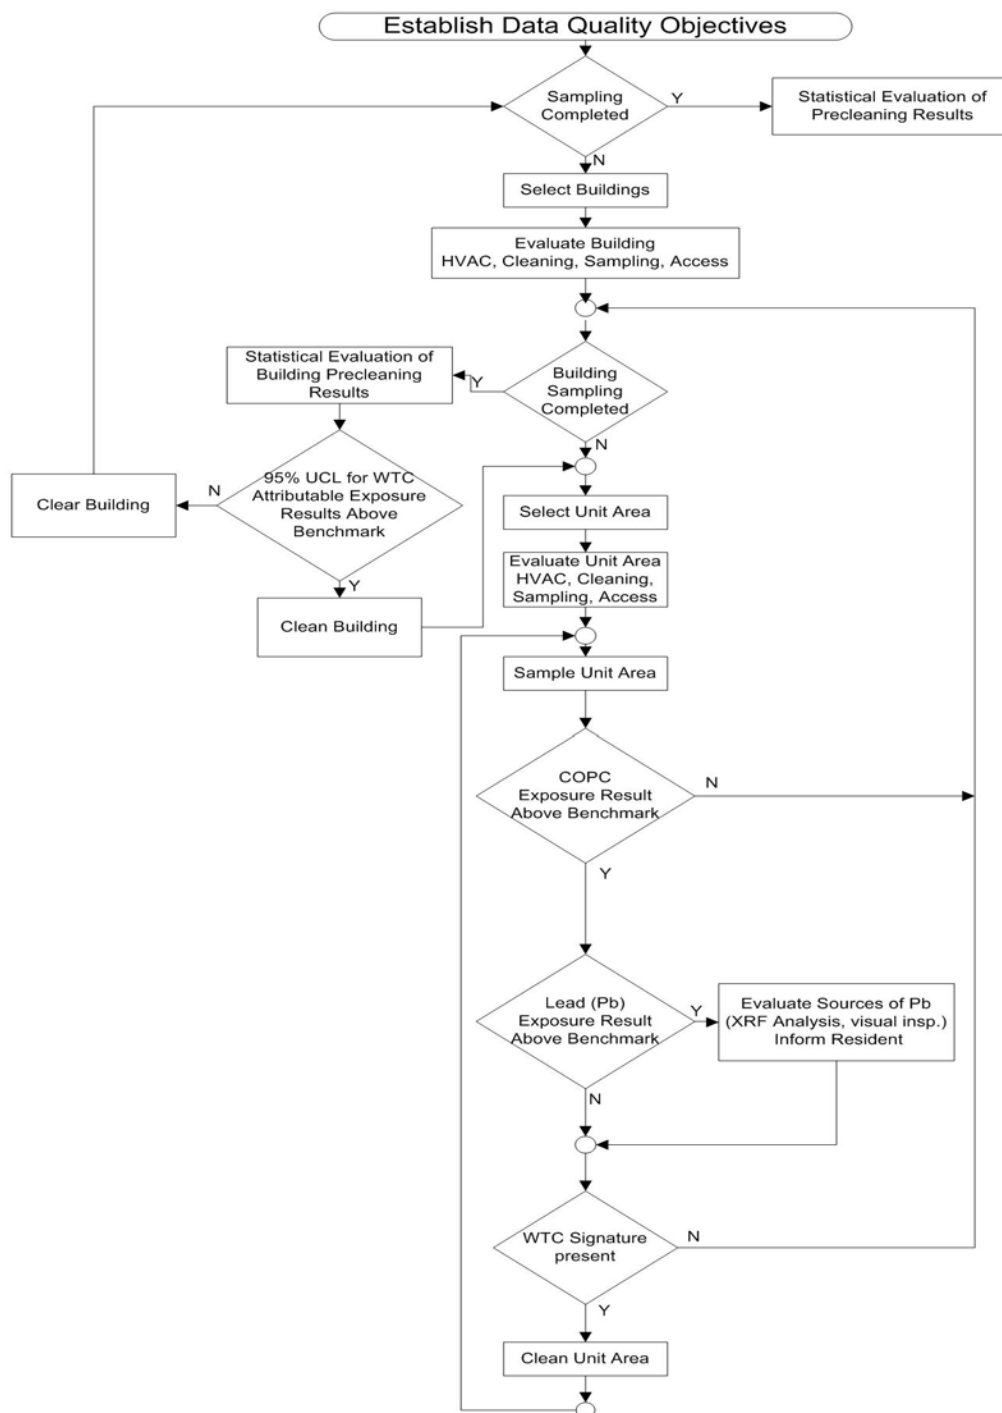 Establish Data Quality Objectives
Sampling
Completed
Y
Statistical Evaluation of
Precleaning Results
N
Select Buildings
Evaluate Building
HVAC, Cleaning, Sampling, Access
Statistical Evaluation of
Building Precleaning
Results
Y
Building
Sampling
Completed
N
95% UCL for WTC
Attributable Exposure
Results Above
Benchmark
N
Clear Building
Y
Clean Building
Select Unit Area
Evaluate Unit Area
HVAC, Cleaning,
Sampling, Access
Sample Unit Area
COPC
Exposure Result
Above Benchmark
N
Y
Lead (Pb)
Exposure Result
Above Benchmark
Y
Evaluate Sources of Pb
(XRF Analysis, visual insp.)
Inform Resident
N
WTC Signature
present
N
Y
Clean Unit Area